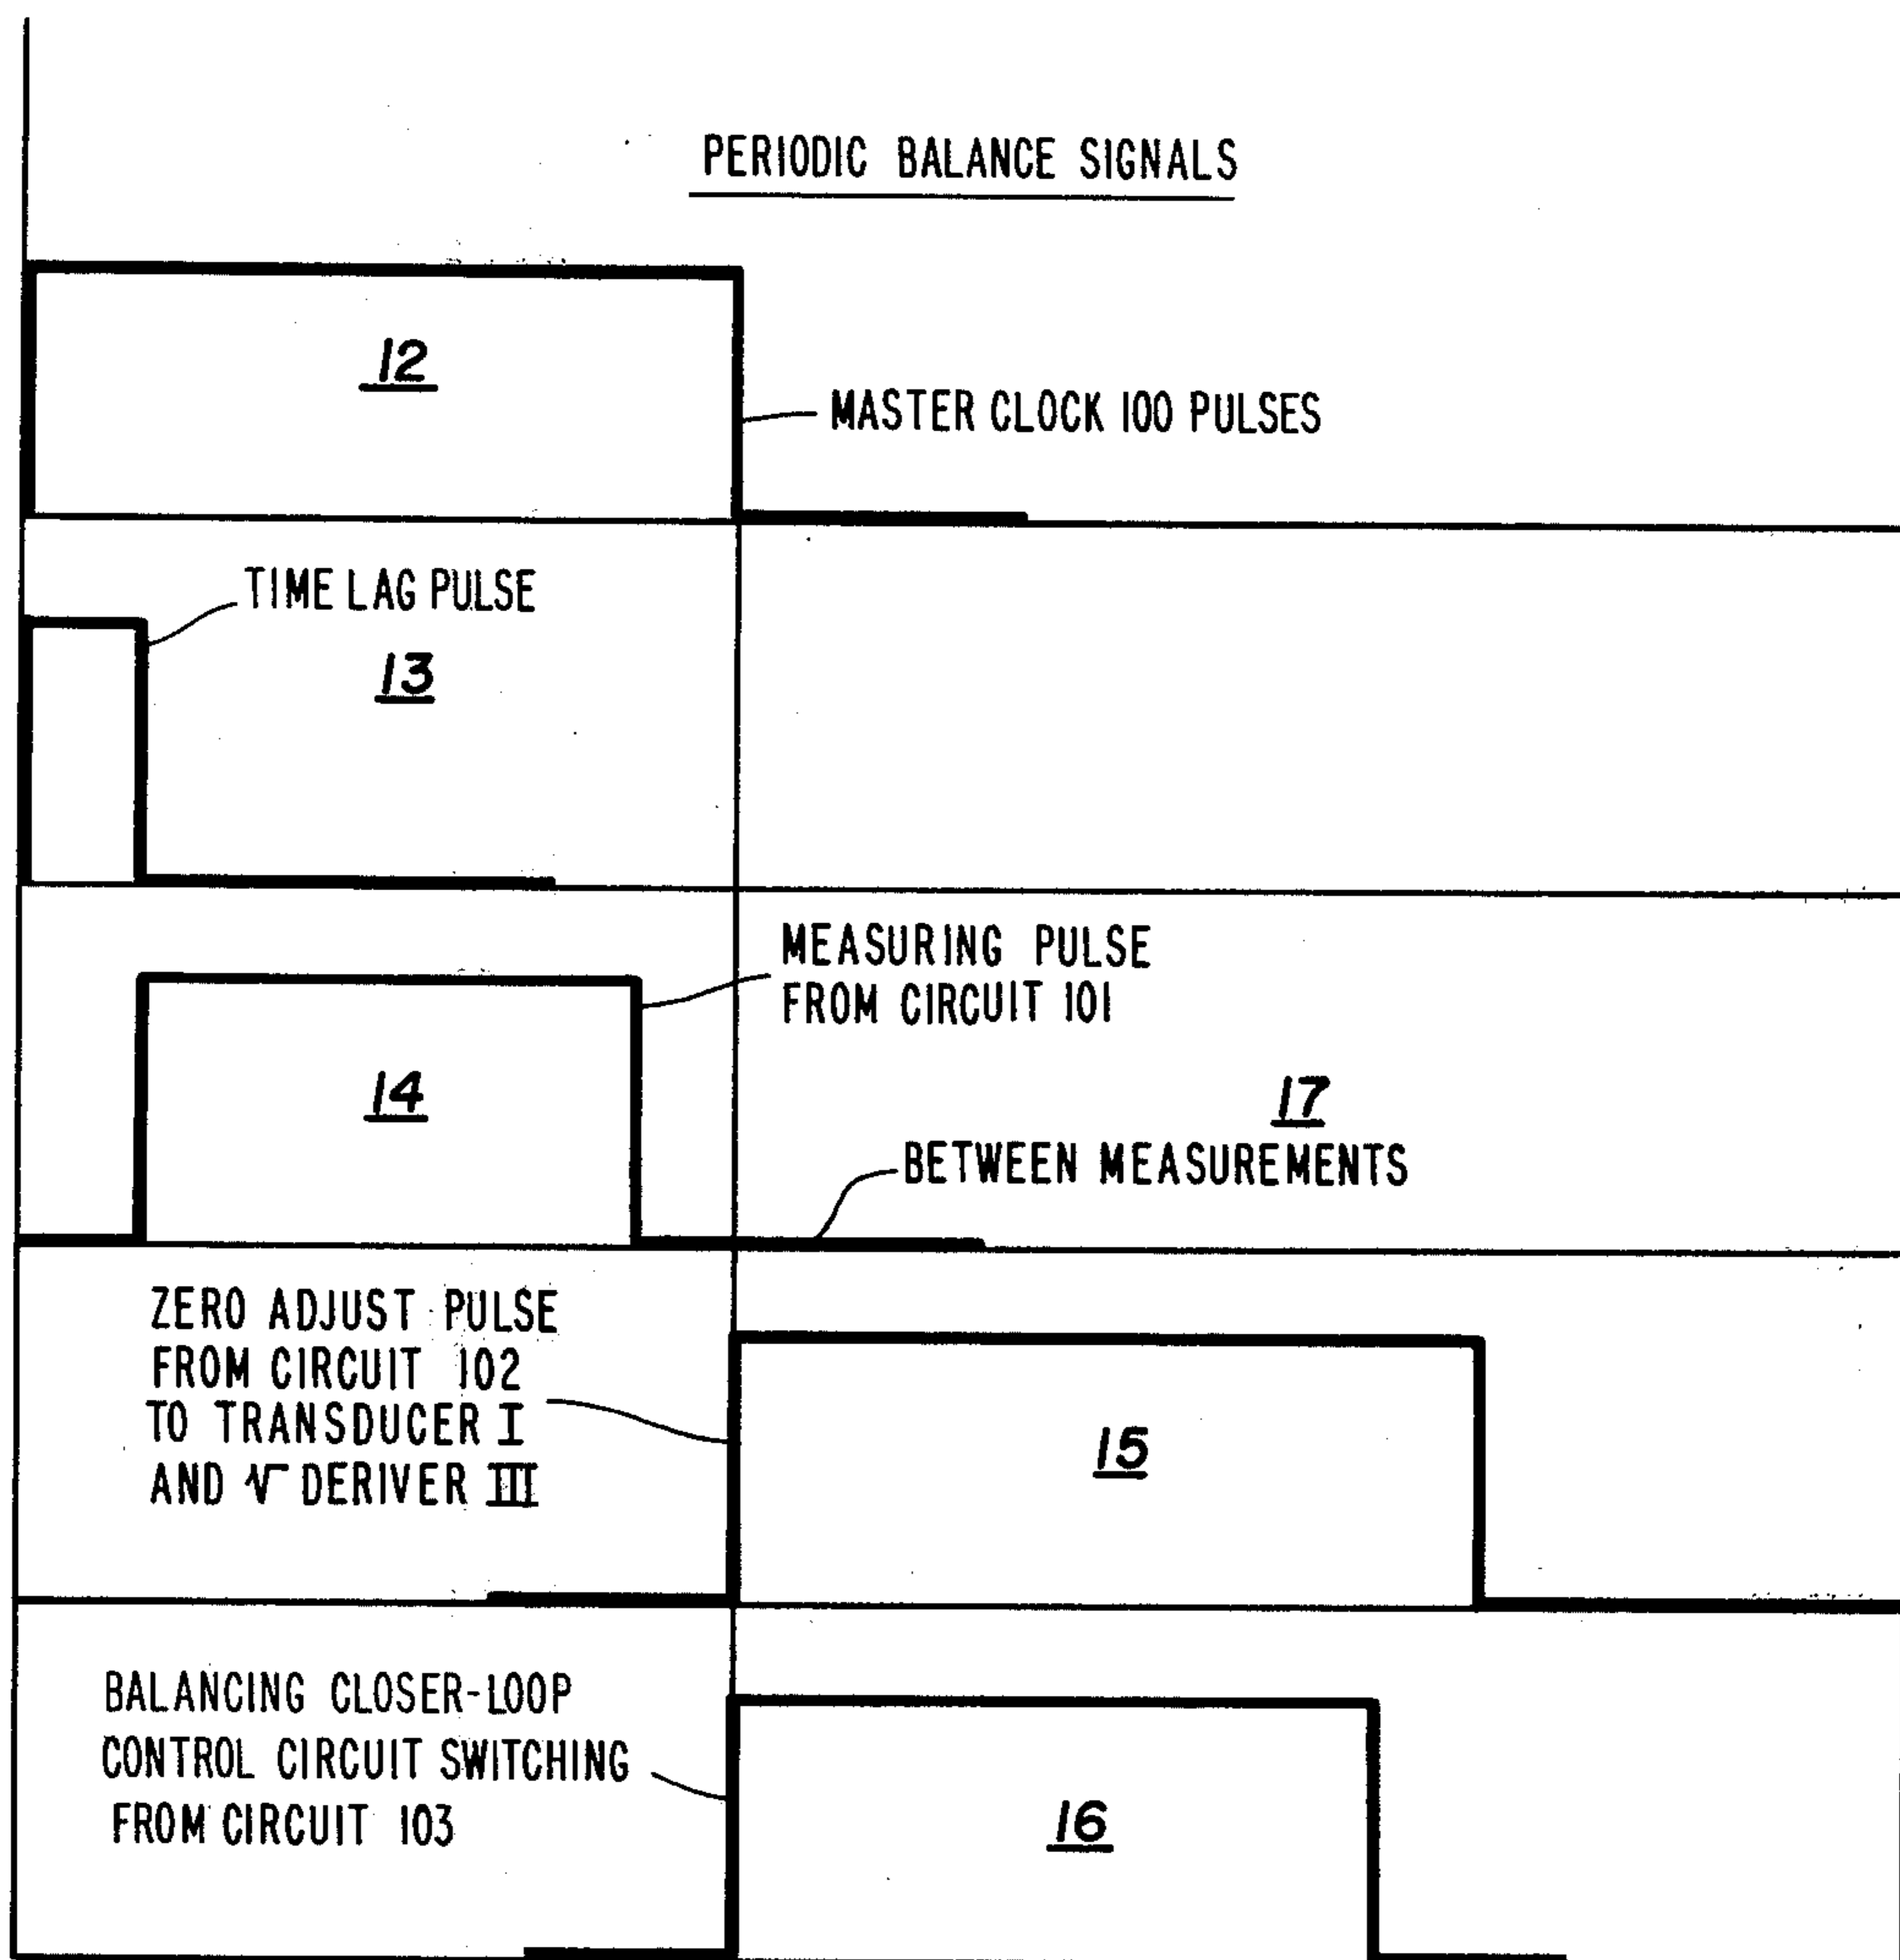 PERIODIC BALANCE SIGNALS
12
MASTER CLOCK 100 PULSES
TIME LAG PULSE
13
MEASURING PULSE
FROM CIRCUIT 101
14
17
BETWEEN MEASUREMENTS
ZERO ADJUST PULSE
FROM CIRCUIT 102
TO TRANSDUCER I
AND √ DERIVER III
15
BALANCING CLOSER-LOOP
CONTROL CIRCUIT SWITCHING
FROM CIRCUIT 103
16